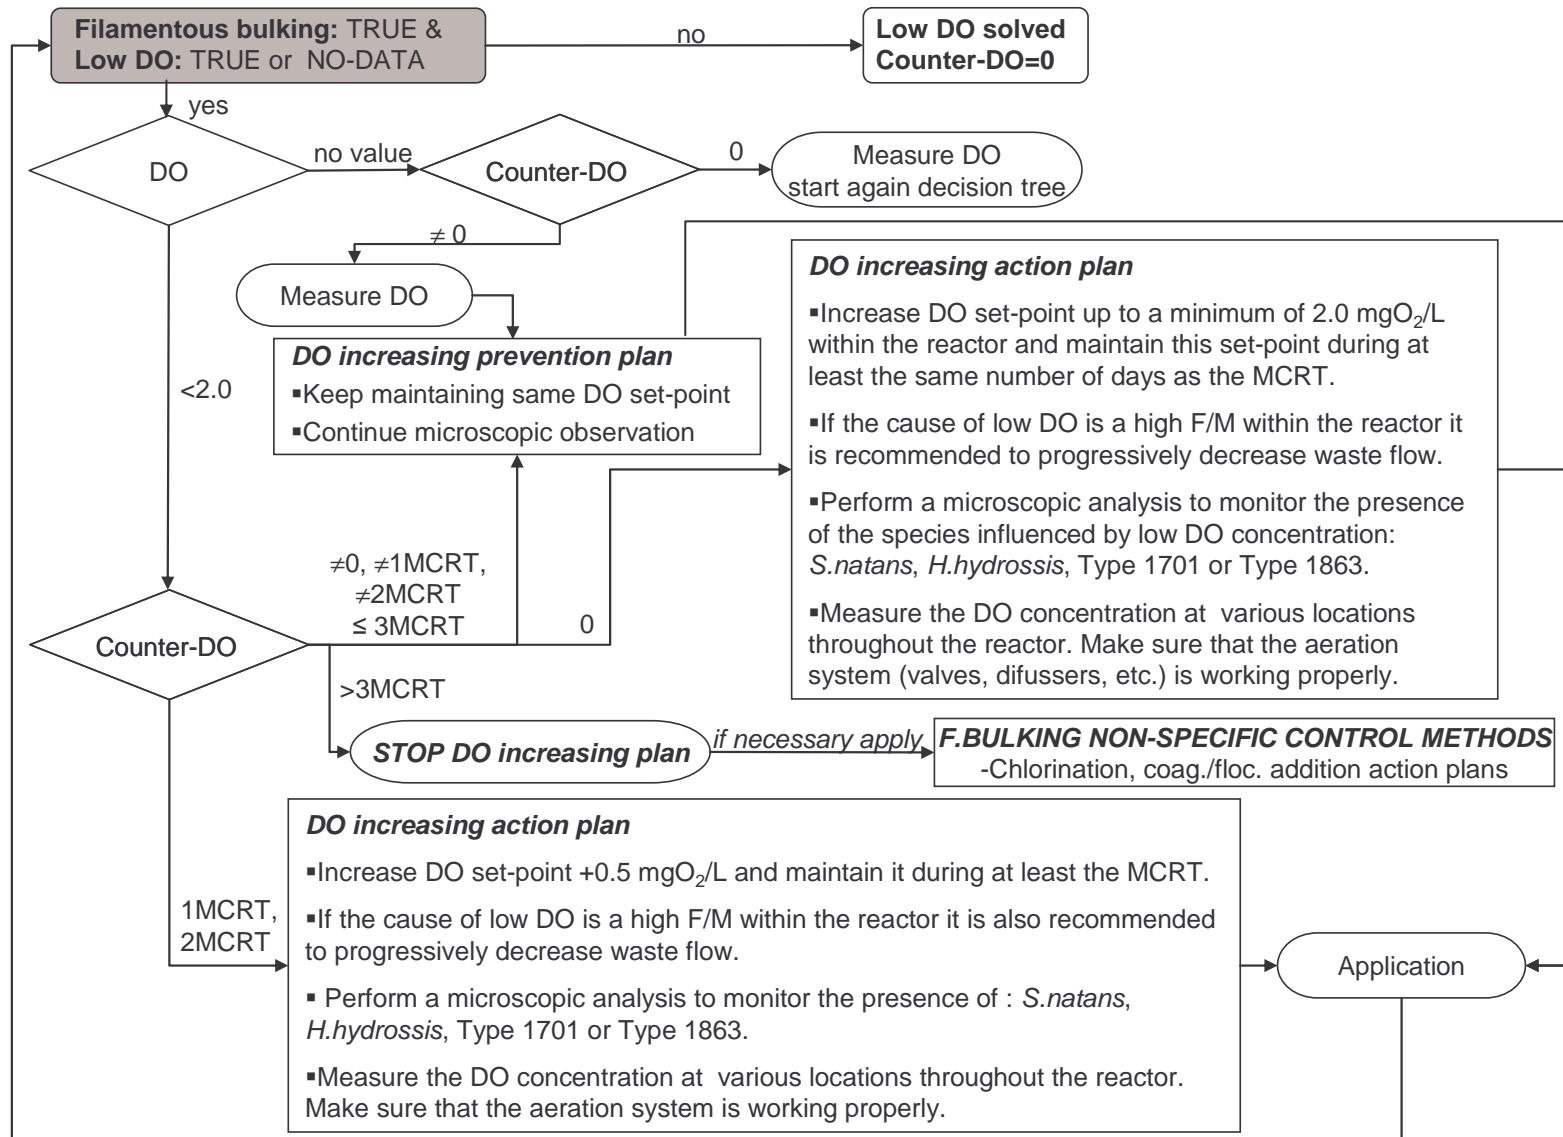 Filamentous bulking: TRUE &
Low DO: TRUE or NO-DATA
no
Low DO solved
Counter-DO=0
yes
DO
no value
Counter-DO
0
Measure DO
start again decision tree
≠ 0
Measure DO
DO increasing prevention plan
▪Keep maintaining same DO set-point
▪Continue microscopic observation
<2.0
DO increasing action plan
▪Increase DO set-point up to a minimum of 2.0 mgO₂/L
within the reactor and maintain this set-point during at
least the same number of days as the MCRT.
▪If the cause of low DO is a high F/M within the reactor it
is recommended to progressively decrease waste flow.
▪Perform a microscopic analysis to monitor the presence
of the species influenced by low DO concentration:
S.natans, H.hydrossis, Type 1701 or Type 1863.
▪Measure the DO concentration at various locations
throughout the reactor. Make sure that the aeration
system (valves, difussers, etc.) is working properly.
≠0, ≠1MCRT,
≠2MCRT
≤ 3MCRT
0
Counter-DO
>3MCRT
STOP DO increasing plan
if necessary apply
F.BULKING NON-SPECIFIC CONTROL METHODS
-Chlorination, coag./floc. addition action plans
1MCRT,
2MCRT
DO increasing action plan
▪Increase DO set-point +0.5 mgO₂/L and maintain it during at least the MCRT.
▪If the cause of low DO is a high F/M within the reactor it is also recommended
to progressively decrease waste flow.
▪ Perform a microscopic analysis to monitor the presence of : S.natans,
H.hydrossis, Type 1701 or Type 1863.
▪Measure the DO concentration at various locations throughout the reactor.
Make sure that the aeration system is working properly.
Application